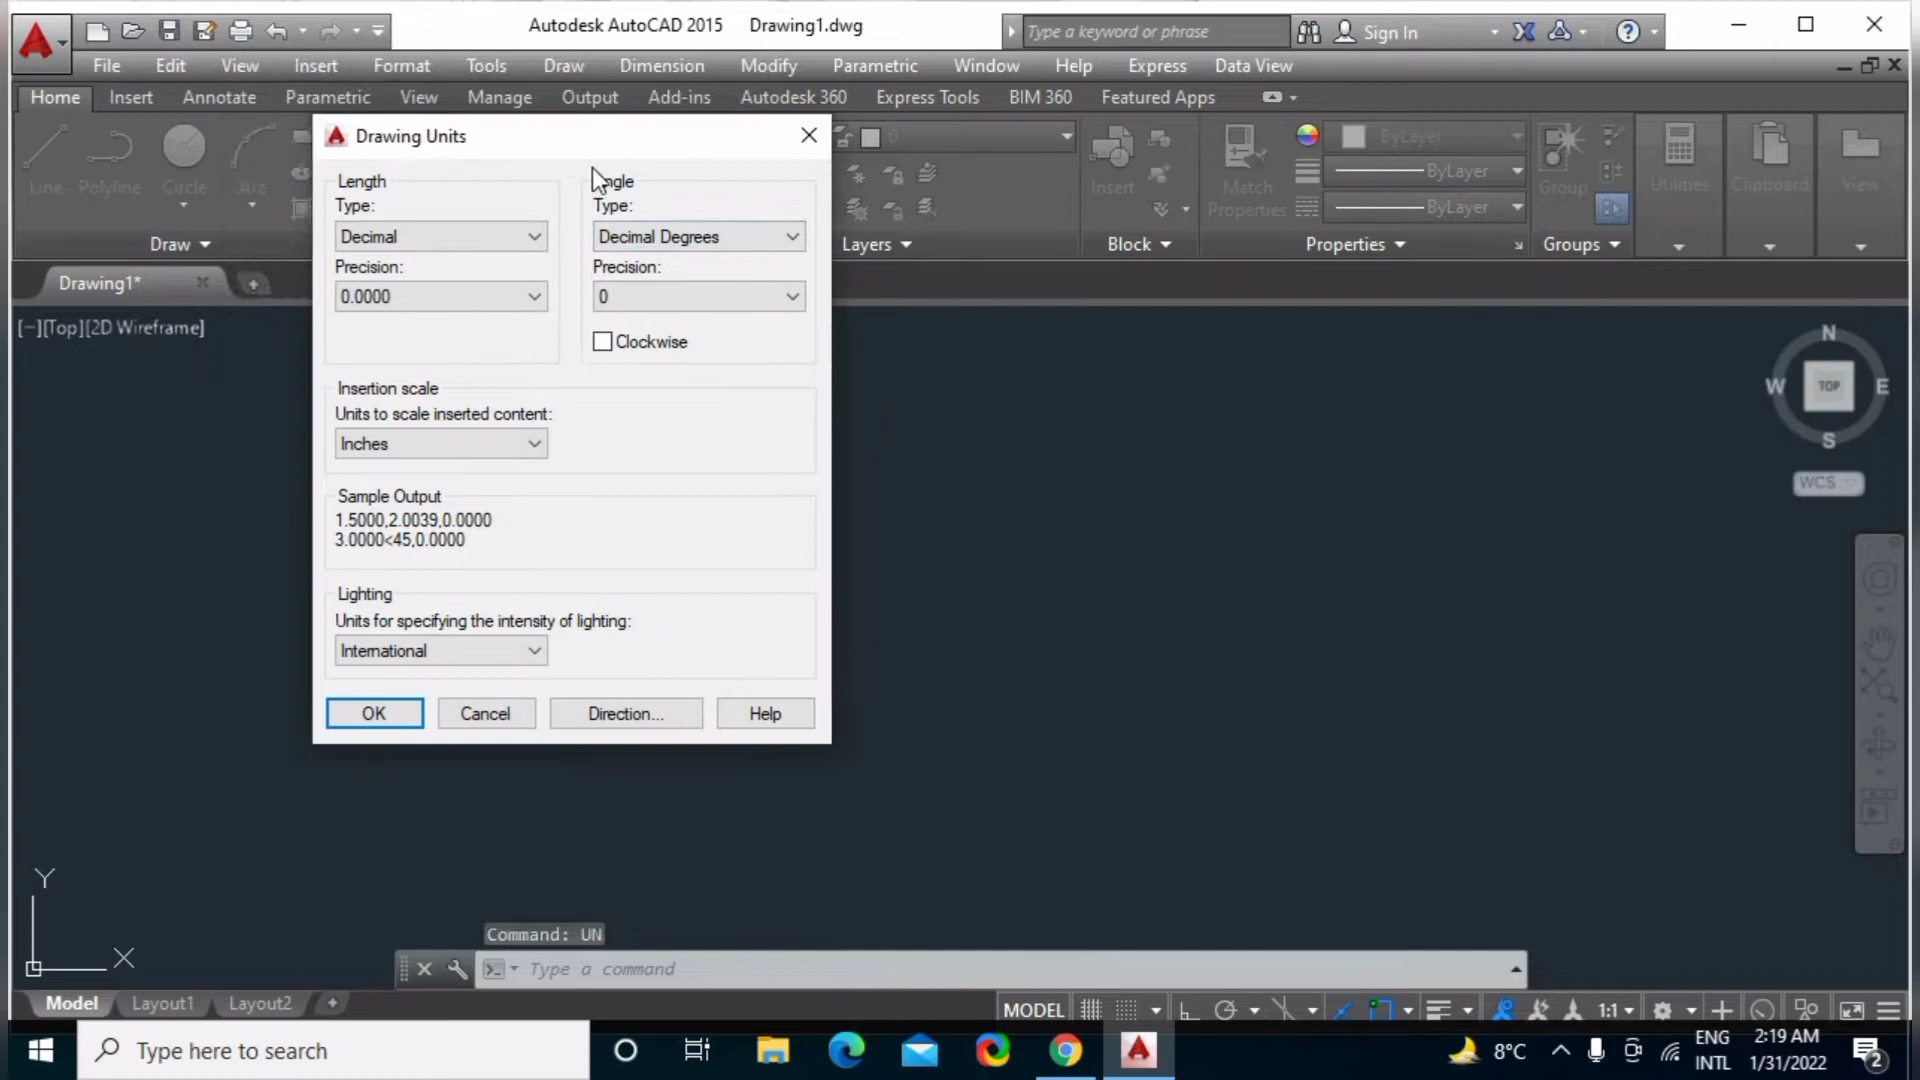 Autodesk AutoCAD 2015 Drawing1.dwg
Type a keyword or phrase
Sign In
File Edit View Insert Format Tools Draw Dimension Modify Parametric Window Help Express Data View
Home Insert Annotate Parametric View Manage Output Add-ins Autodesk 360 Express Tools BIM 360 Featured Apps
Line Polyline Circle Arc
Draw
0
Layers
Insert
Block
Match
Properties
ByLayer
ByLayer
ByLayer
Properties
Group
Groups
Utilities
Clipboard
View
Drawing1*
[−][Top][2D Wireframe]
Drawing Units
Length
Type:
Decimal
Precision:
0.0000
Type:
Decimal Degrees
Precision:
0
Clockwise
Insertion scale
Units to scale inserted content:
Inches
Sample Output
1.5000,2.0039,0.0000
3.0000<45,0.0000
Lighting
Units for specifying the intensity of lighting:
International
OK Cancel Direction... Help
N
W TOP E
S
WCS
Y
X
Command: UN
Type a command
Model Layout1 Layout2
MODEL
1:1
Type here to search
8°C
ENG
INTL
2:19 AM
1/31/2022
2